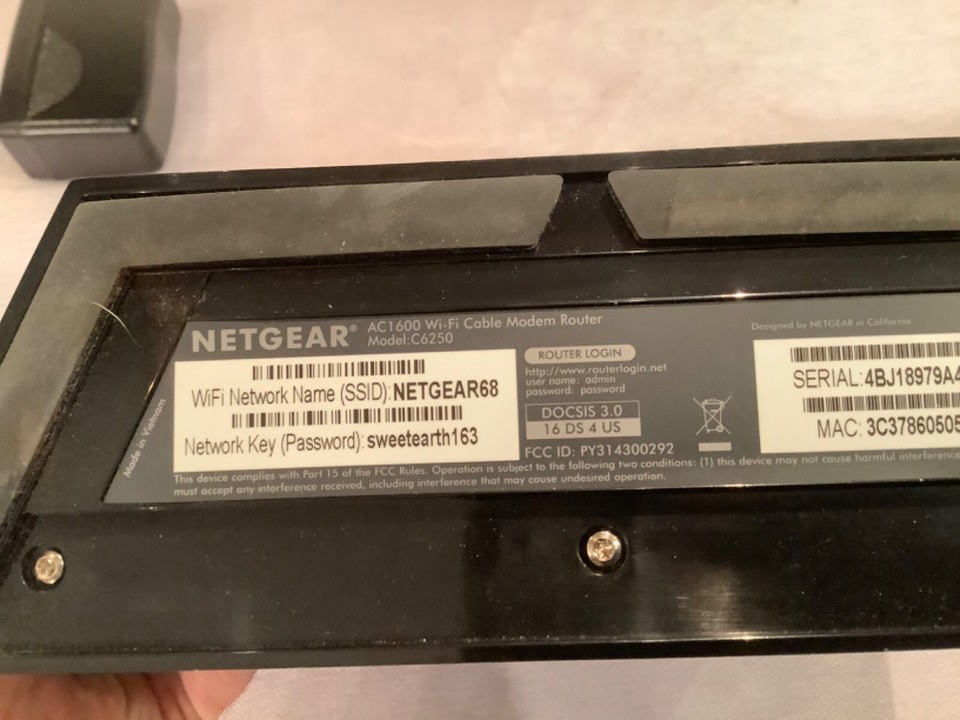 NETGEAR® AC1600 Wi-Fi Cable Modem Router
Model:C6250
WiFi Network Name (SSID):NETGEAR68
Network Key (Password):sweetearth163
Made in Vietnam
ROUTER LOGIN
http://www.routerlogin.net
user name: admin
password: password
DOCSIS 3.0
16 DS 4 US
FCC ID: PY314300292
This device complies with Part 15 of the FCC Rules. Operation is subject to the following two conditions: (1) this device may not cause harmful interference
must accept any interference received, including interference that may cause undesired operation.
Designed by NETGEAR in California
SERIAL:4BJ18979A4
MAC: 3C37860505